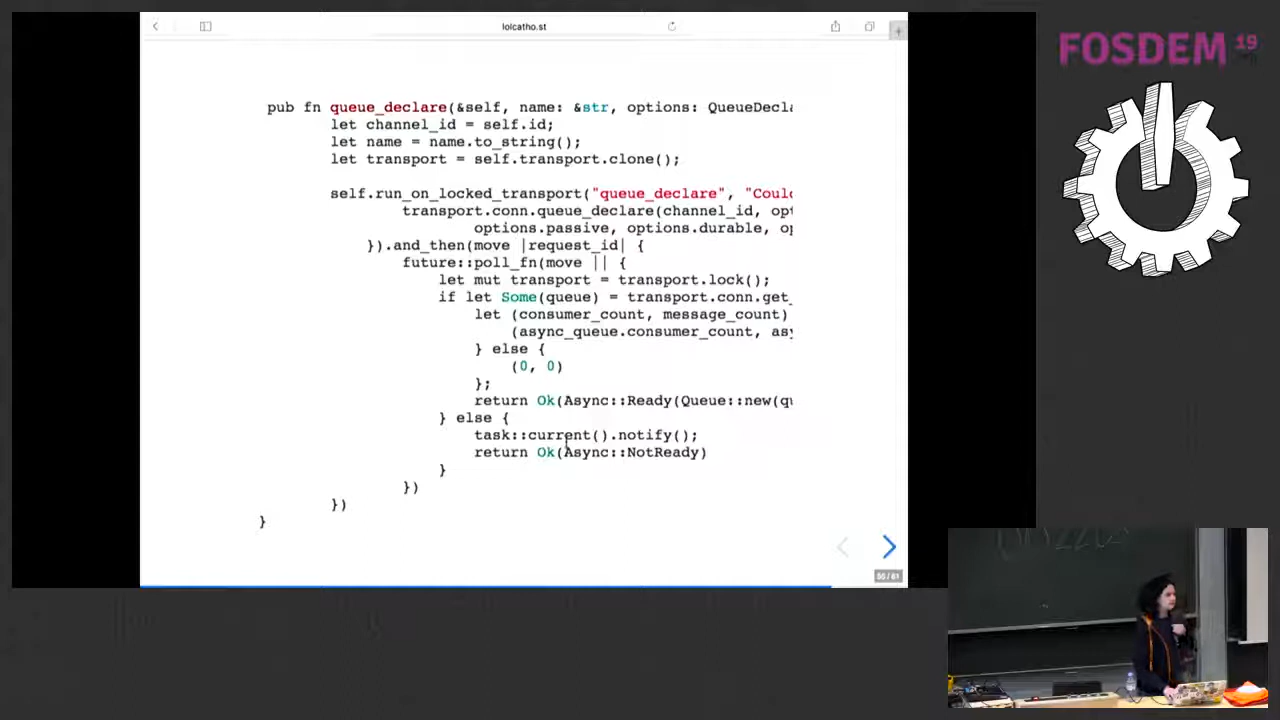 lolcatho.st
FOSDEM 19
pub fn queue_declare(&self, name: &str, options: QueueDecla
let channel_id = self.id;
let name = name.to_string();
let transport = self.transport.clone();
self.run_on_locked_transport("queue_declare", "Could
transport.conn.queue_declare(channel_id, opt
options.passive, options.durable, op
}).and_then(move |request_id| {
future::poll_fn(move || {
let mut transport = transport.lock();
if let Some(queue) = transport.conn.get_
let (consumer_count, message_count)
(async_queue.consumer_count, asy
} else {
(0, 0)
};
return Ok(Async::Ready(Queue::new(qu
} else {
task::current().notify();
return Ok(Async::NotReady)
}
})
})
}